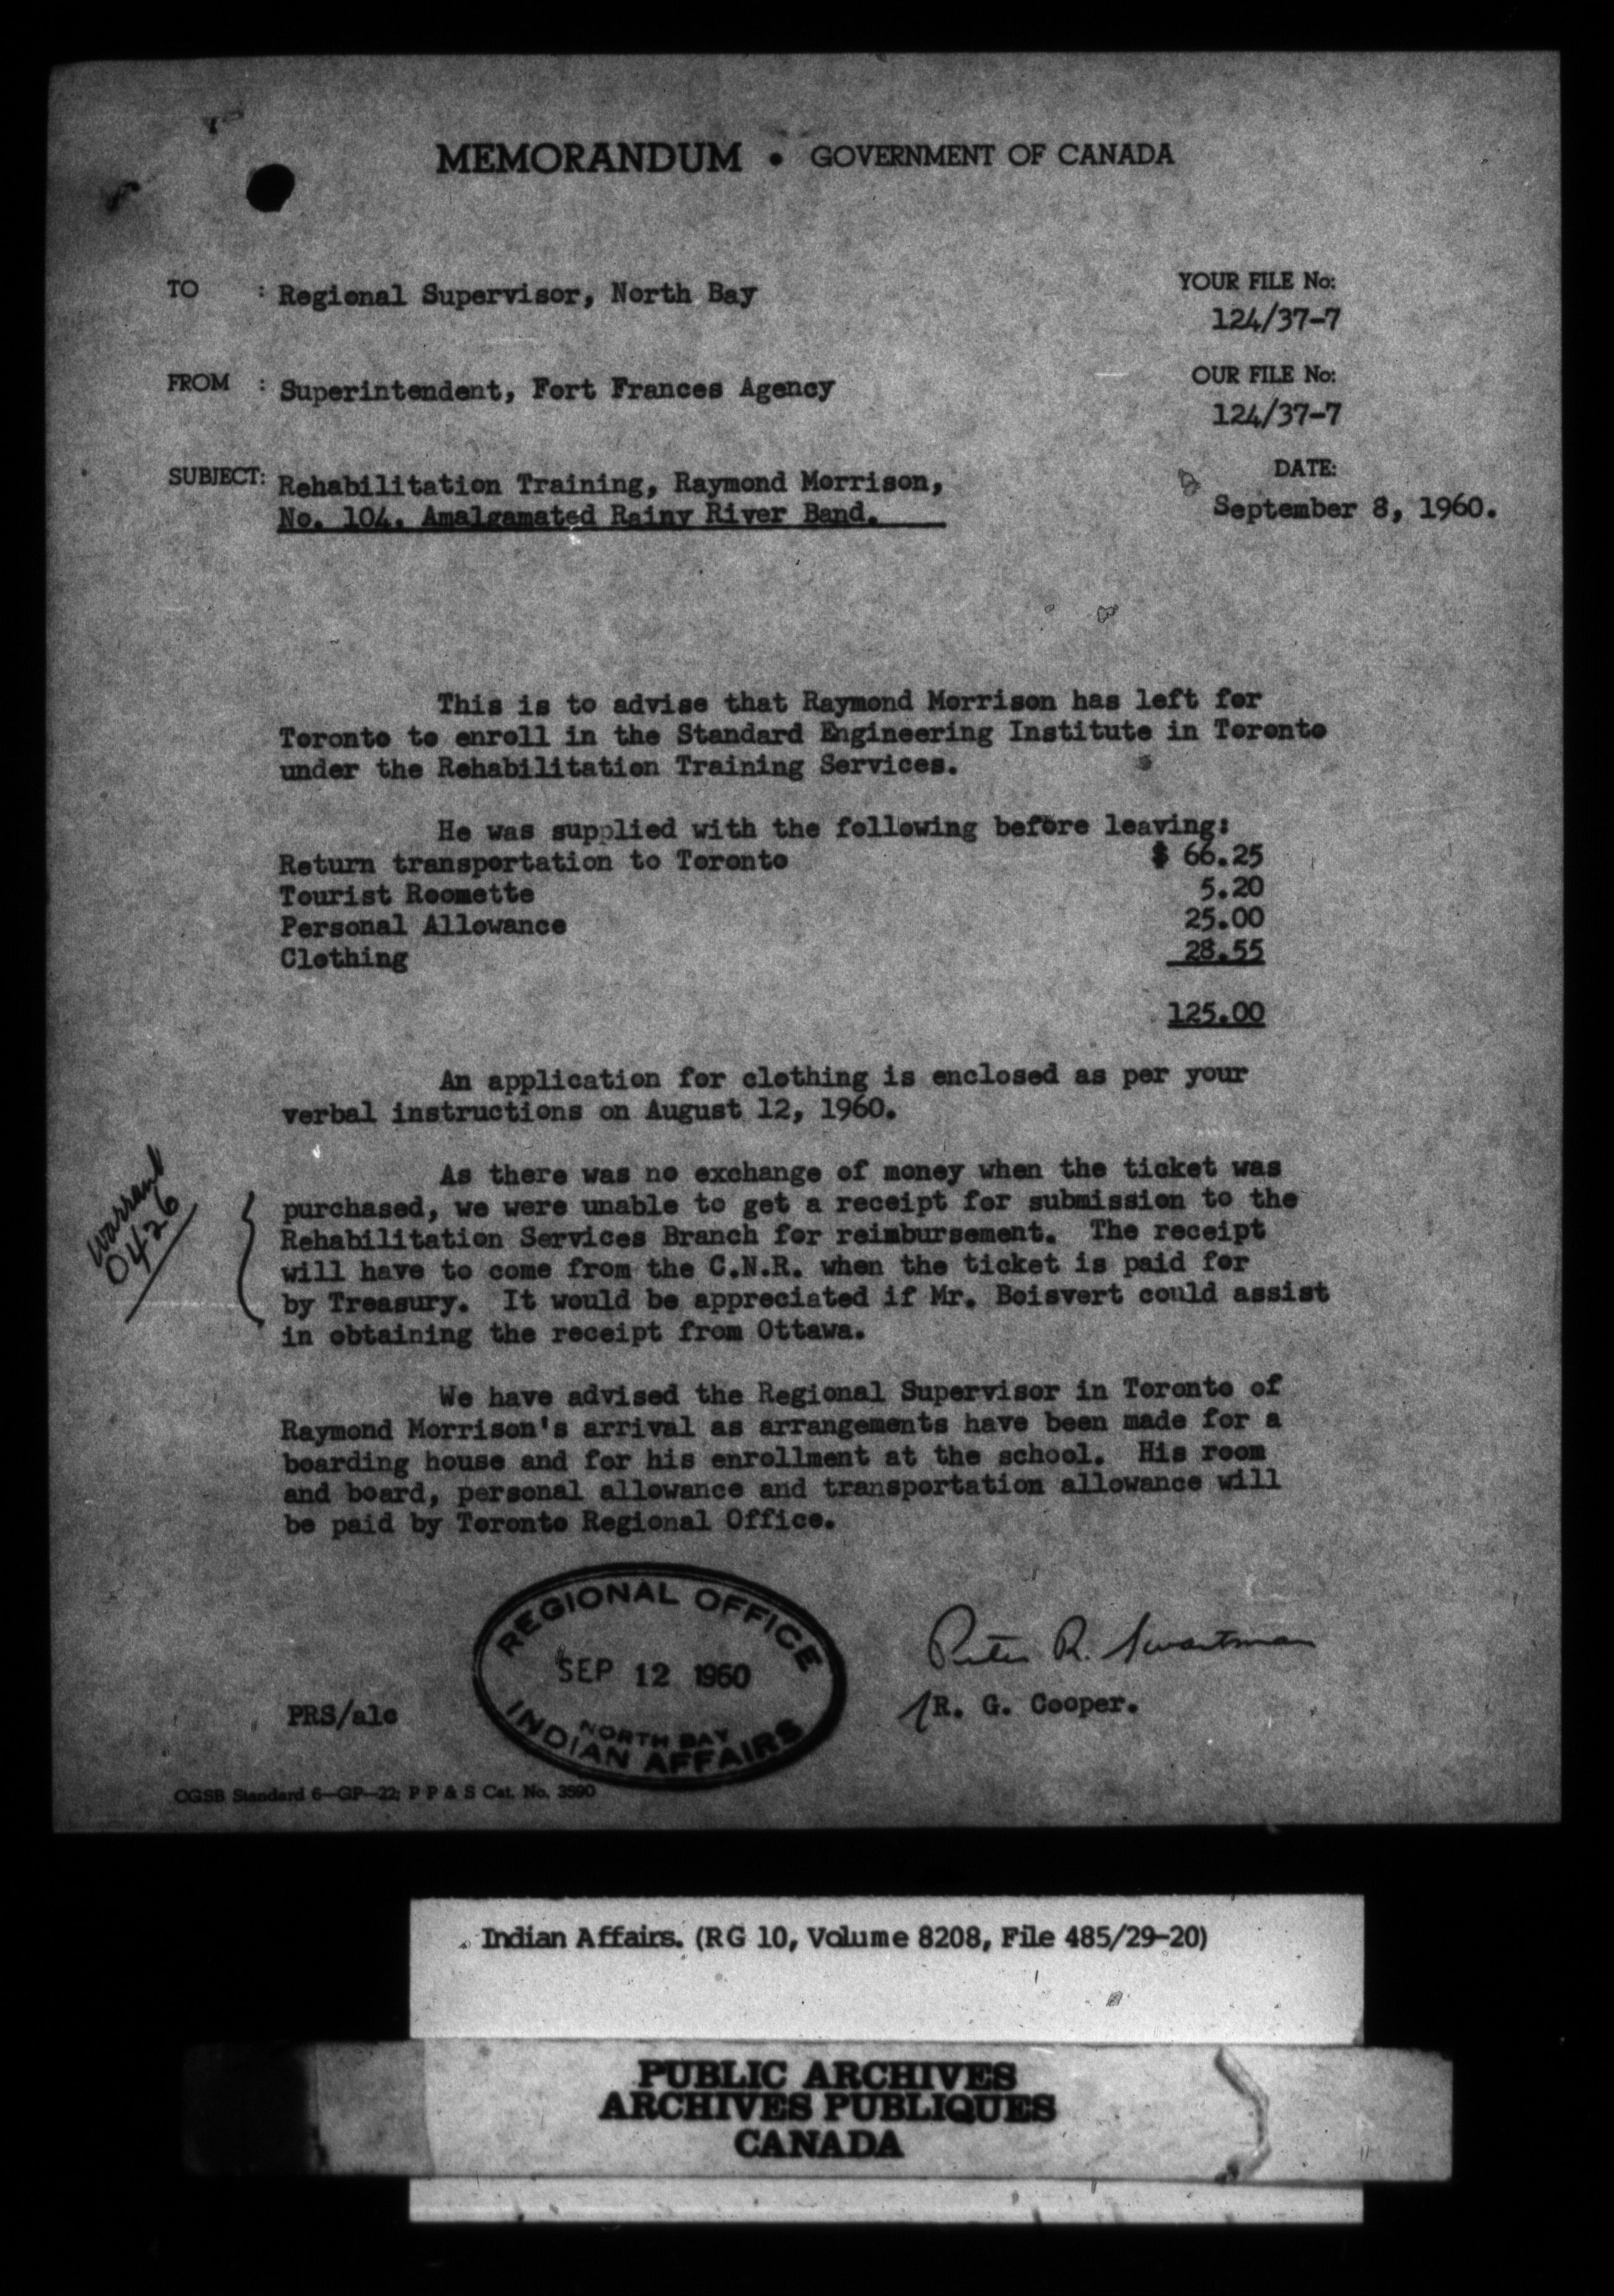 MEMORANDUM • GOVERNMENT OF CANADA
TO : Regional Supervisor, North Bay
YOUR FILE No:
124/37-7
FROM : Superintendent, Fort Frances Agency
OUR FILE No:
124/37-7
SUBJECT: Rehabilitation Training, Raymond Morrison,
No. 104. Amalgamated Rainy River Band.
DATE:
September 8, 1960.
This is to advise that Raymond Morrison has left for
Toronto to enroll in the Standard Engineering Institute in Toronto
under the Rehabilitation Training Services.
He was supplied with the following before leaving:
Return transportation to Toronto $ 66.25
Tourist Roomette 5.20
Personal Allowance 25.00
Clothing 28.55
125.00
An application for clothing is enclosed as per your
verbal instructions on August 12, 1960.
Warrant
0426
As there was no exchange of money when the ticket was
purchased, we were unable to get a receipt for submission to the
Rehabilitation Services Branch for reimbursement. The receipt
will have to come from the C.N.R. when the ticket is paid for
by Treasury. It would be appreciated if Mr. Boisvert could assist
in obtaining the receipt from Ottawa.
We have advised the Regional Supervisor in Toronto of
Raymond Morrison's arrival as arrangements have been made for a
boarding house and for his enrollment at the school. His room
and board, personal allowance and transportation allowance will
be paid by Toronto Regional Office.
REGIONAL OFFICE
SEP 12 1960
NORTH BAY
INDIAN AFFAIRS
Peter R. Swartman
R. G. Cooper.
PRS/alc
CGSB Standard 6-GP-22; P P & S Cat. No. 3590
Indian Affairs. (RG 10, Volume 8208, File 485/29-20)
PUBLIC ARCHIVES
ARCHIVES PUBLIQUES
CANADA